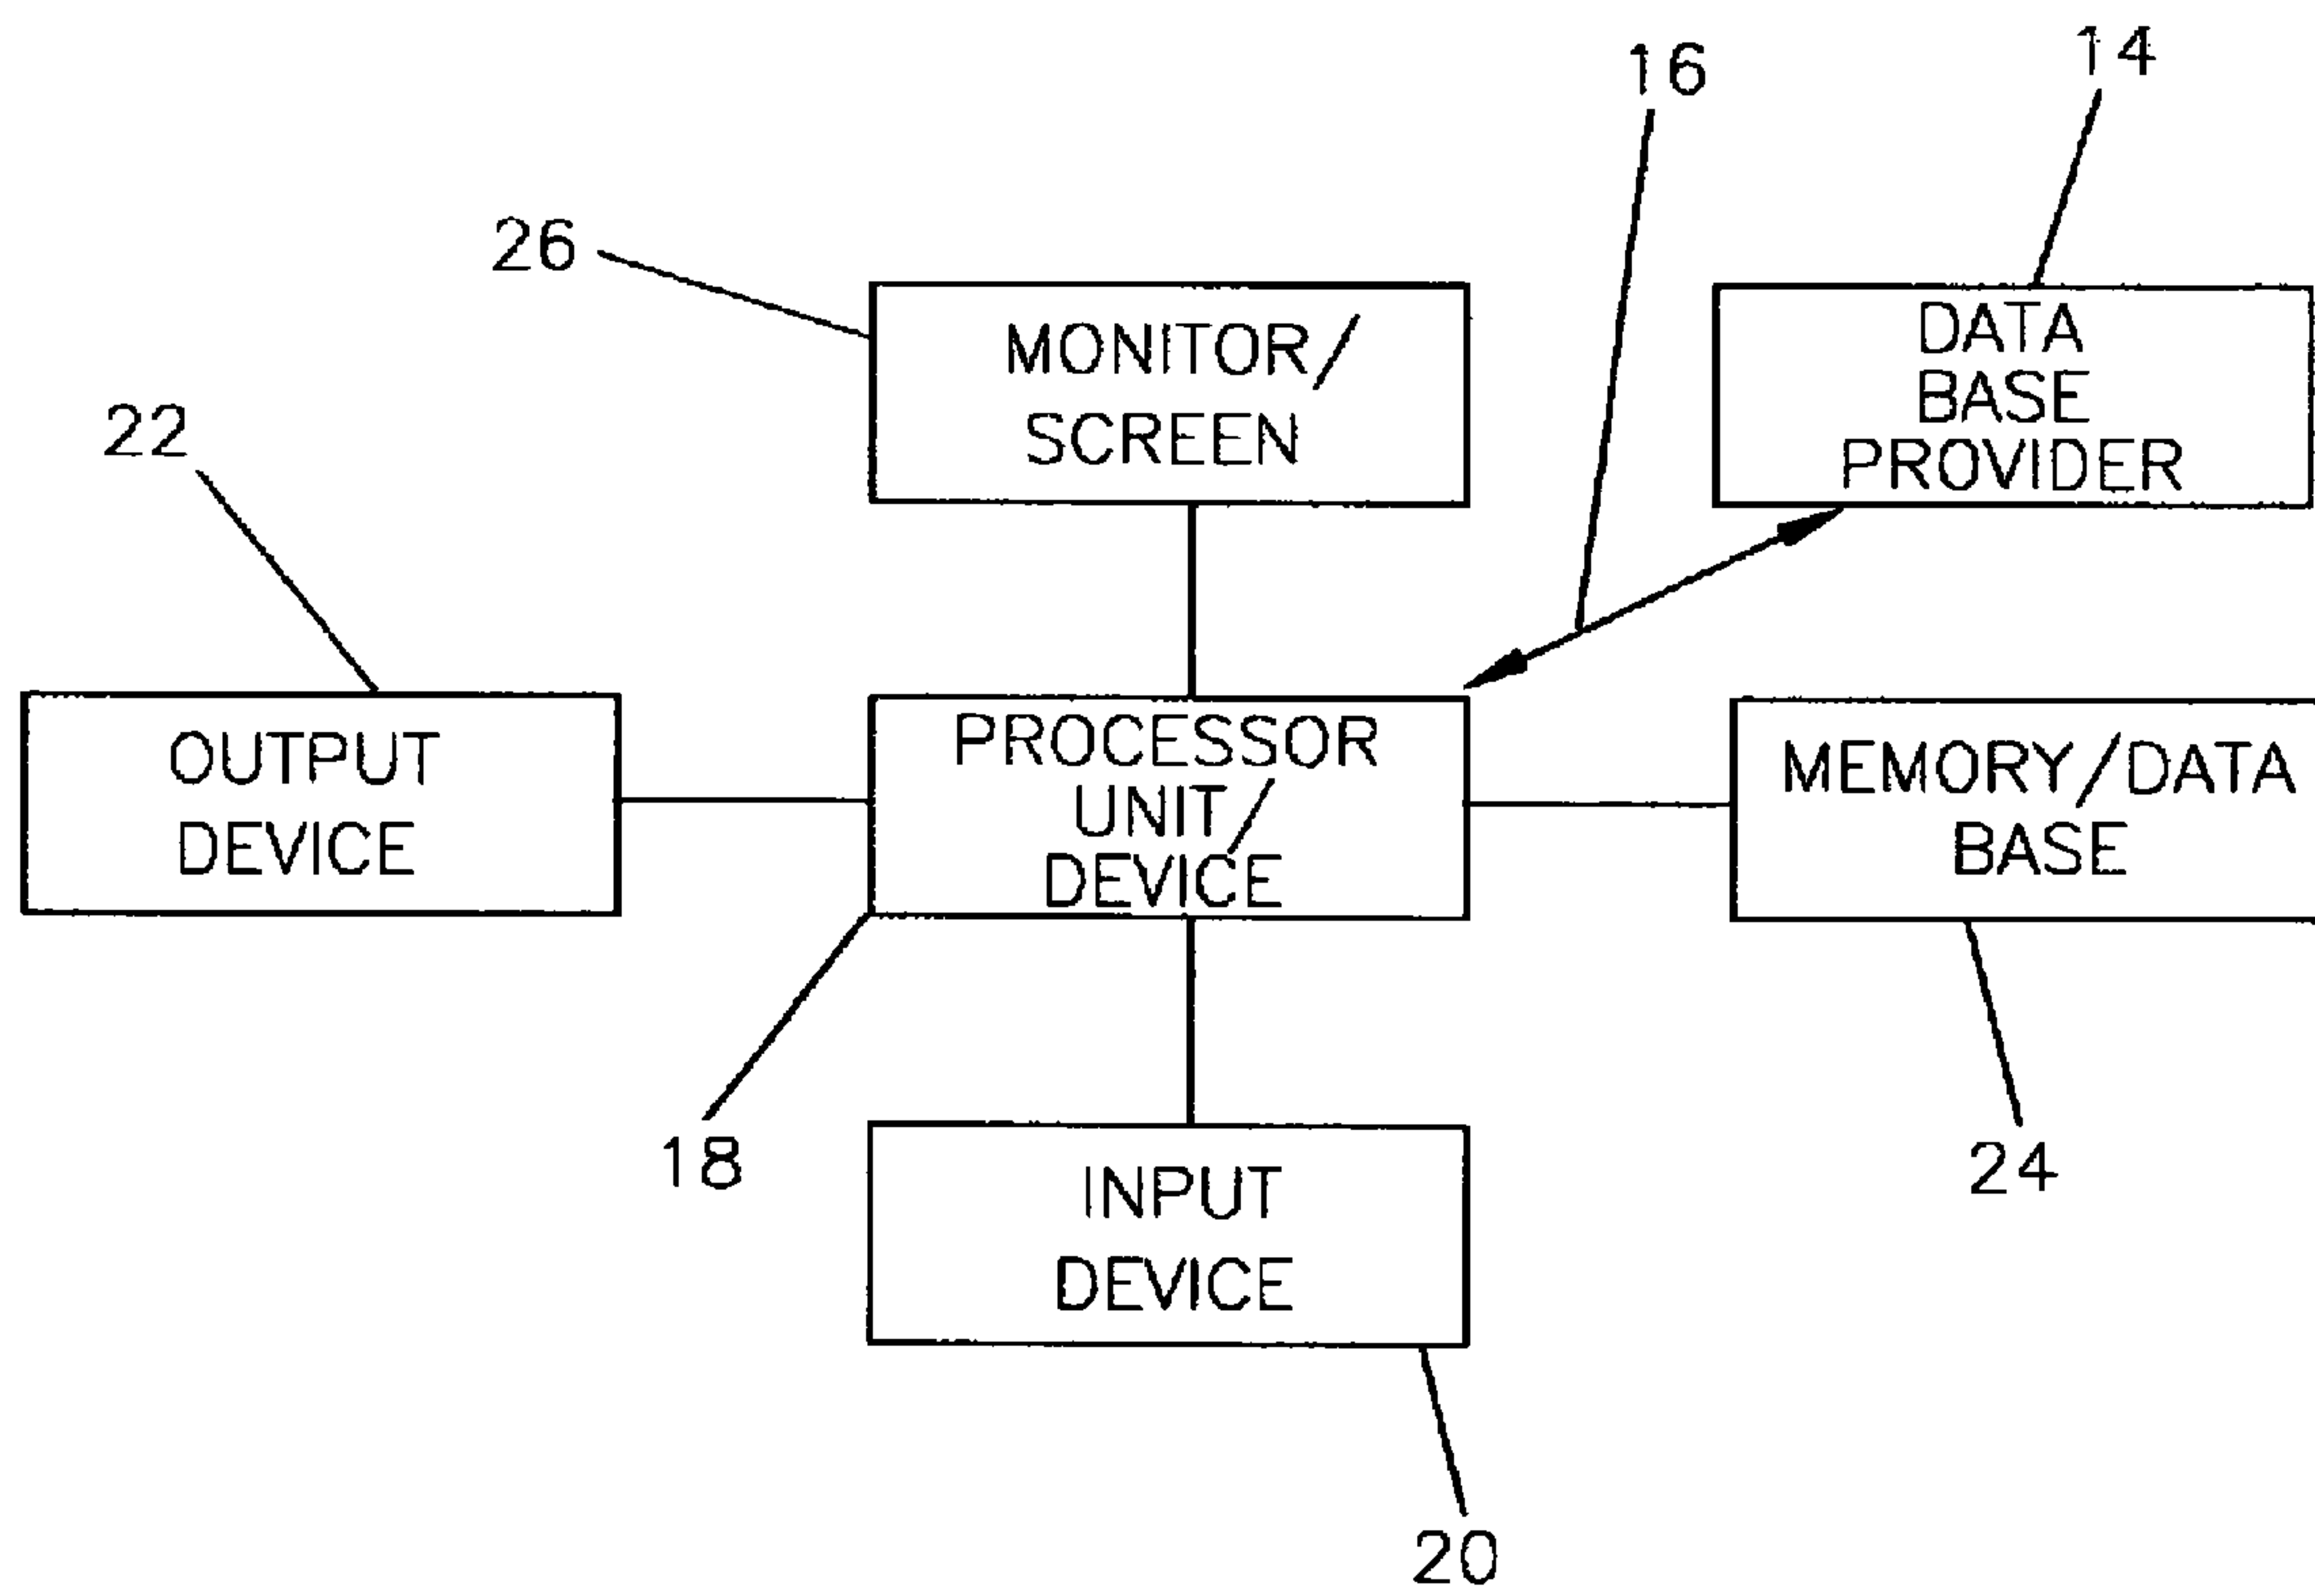 14
16
26
MONITOR/
SCREEN
DATA
BASE
PROVIDER
22
OUTPUT
DEVICE
PROCESSOR
UNIT/
DEVICE
MEMORY/DATA
BASE
18
24
INPUT
DEVICE
20